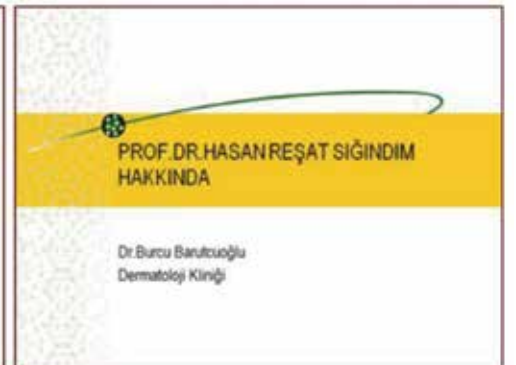 PROF.DR.HASAN REŞAT SIĞINDIM
HAKKINDA
Dr.Burcu Barutcuoğlu
Dermatoloji Kliniği